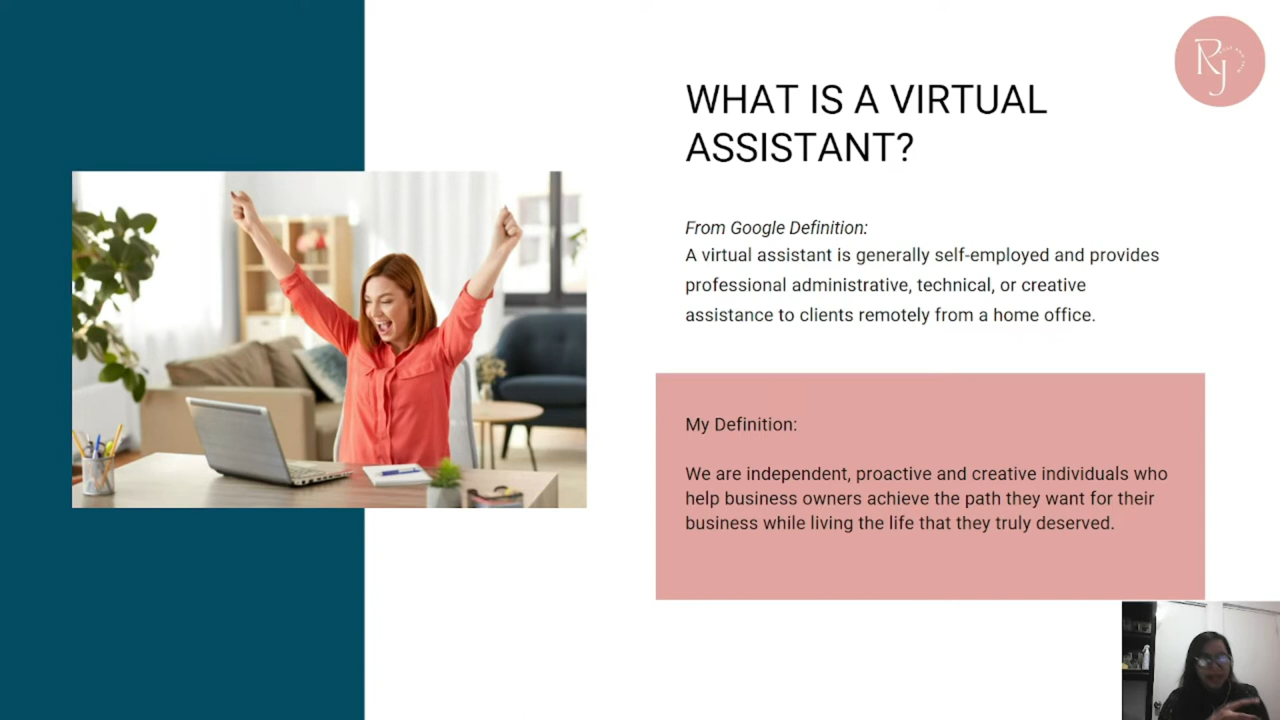 RJ
WHAT IS A VIRTUAL
ASSISTANT?
From Google Definition:
A virtual assistant is generally self-employed and provides
professional administrative, technical, or creative
assistance to clients remotely from a home office.
My Definition:
We are independent, proactive and creative individuals who
help business owners achieve the path they want for their
business while living the life that they truly deserved.